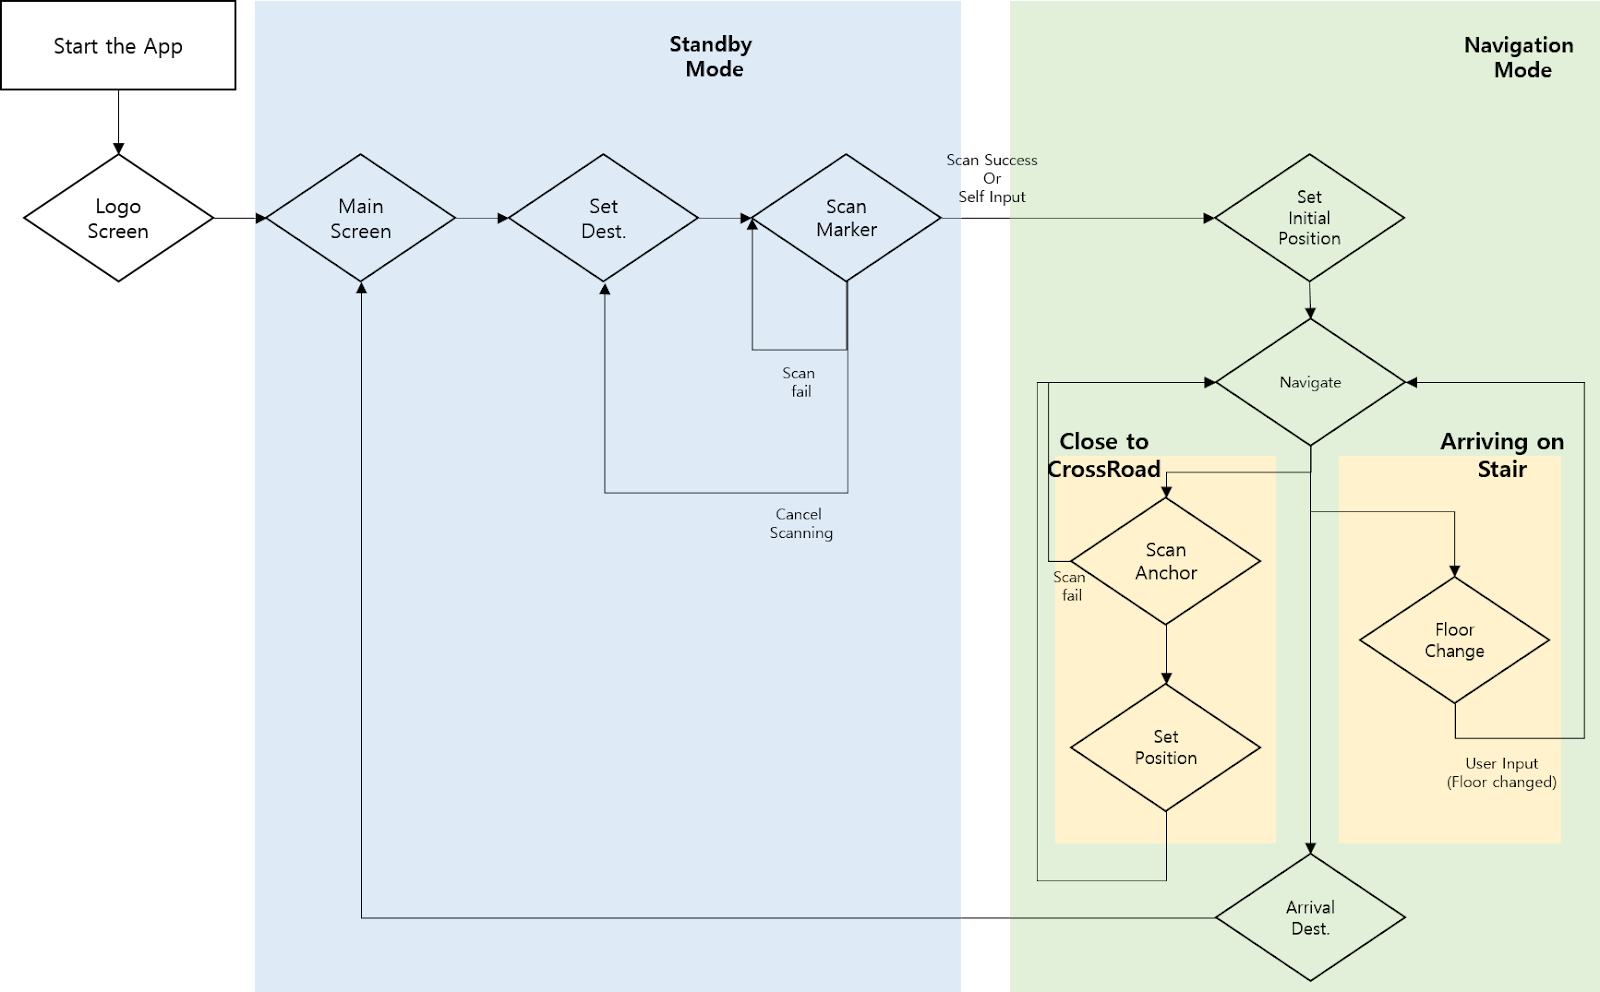 Start the App
Standby
Mode
Navigation
Mode
Logo
Screen
Main
Screen
Set
Dest.
Scan
Marker
Scan Success
Or
Self Input
Set
Initial
Position
Scan
fail
Navigate
Cancel
Scanning
Close to
CrossRoad
Arriving on
Stair
Scan
Anchor
Scan
fail
Floor
Change
Set
Position
User Input
(Floor changed)
Arrival
Dest.